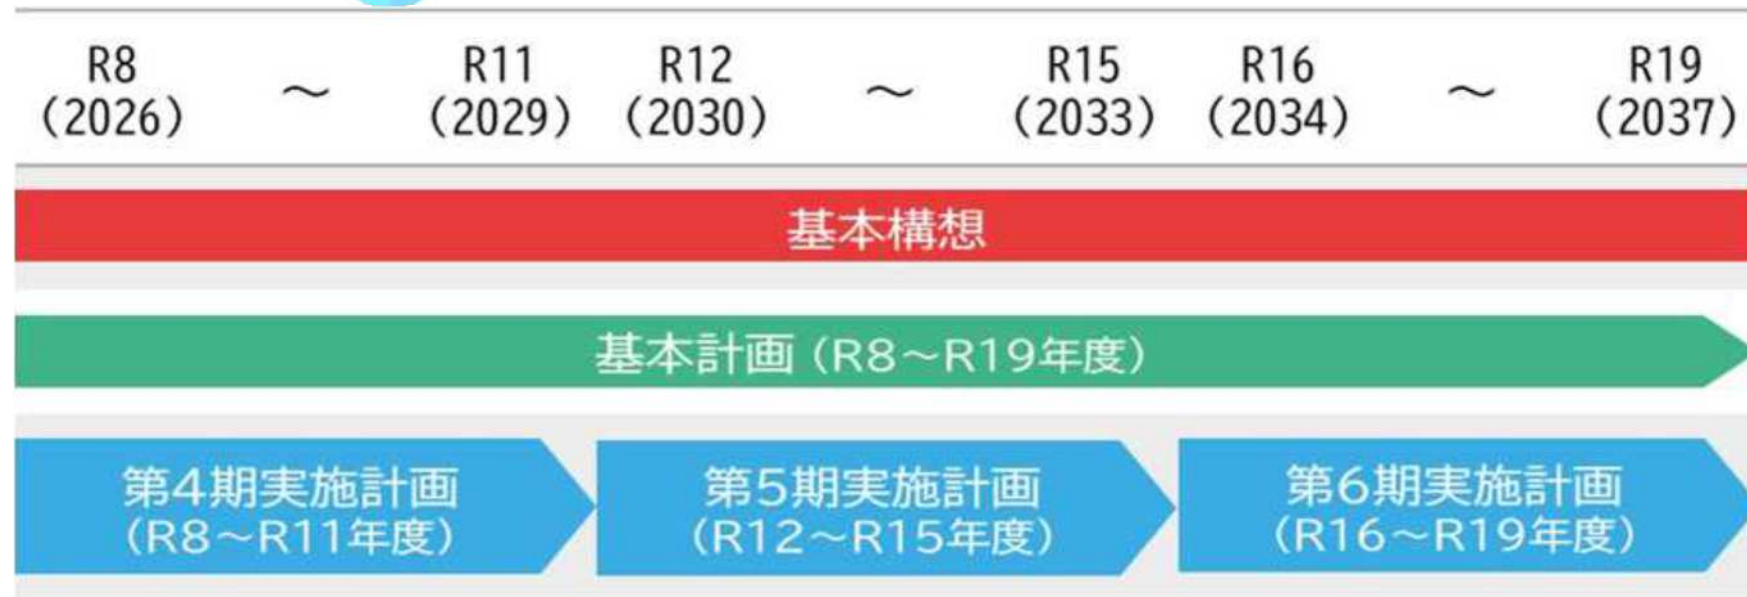 R8 ～ R11 R12 ～ R15 R16 ～ R19
(2026) (2029) (2030) (2033) (2034) (2037)
基本構想
基本計画（R8～R19年度）
第4期実施計画 第5期実施計画 第6期実施計画
（R8～R11年度） （R12～R15年度） （R16～R19年度）